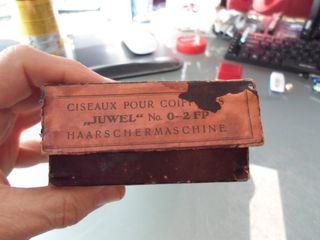 CISEAUX POUR
„JUWEL“ No. 0-2 FP
HAARSCHERMASCHINE